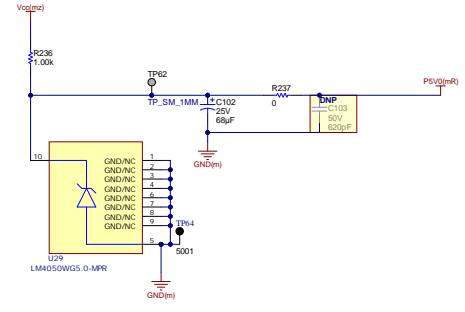 Vcc(mz)
R236
1.00k
TP62
TP_SM_1MM
C102
25V
68µF
R237
0
DNP
C103
50V
620pF
P5V0(mR)
GND(m)
10
GND/NC 1
GND/NC 2
GND/NC 3
GND/NC 4
GND/NC 6
GND/NC 7
GND/NC 8
GND/NC 9
5
TP64
5001
U29
LM4050WG5.0-MPR
GND(m)